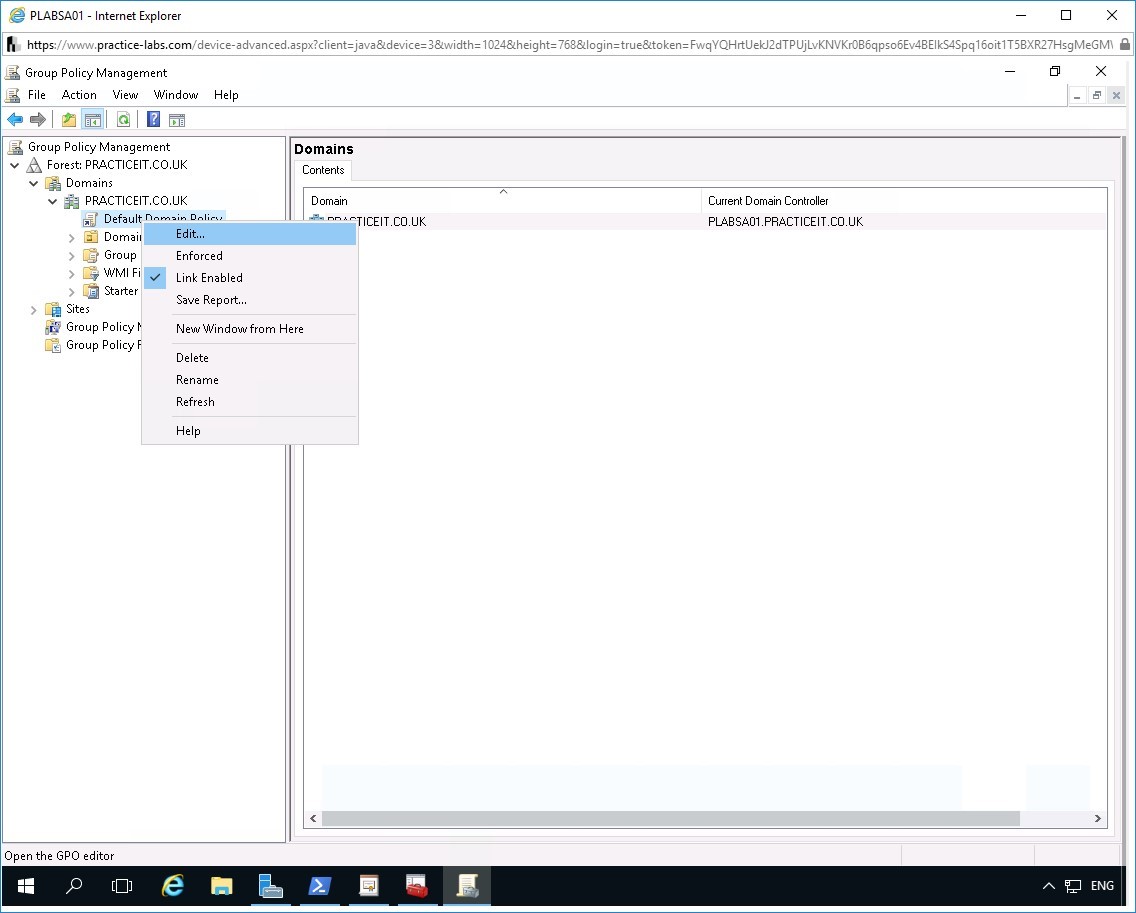 PLABSA01 - Internet Explorer
https://www.practice-labs.com/device-advanced.aspx?client=java&device=3&width=1024&height=768&login=true&token=FwqYQHrtUekJ2dTPUjLvKNVKr0B6qpso6Ev4BElkS4Spq16oit1T5BXR27HsgMeGM
Group Policy Management
File Action View Window Help
Group Policy Management
Forest: PRACTICEIT.CO.UK
Domains
PRACTICEIT.CO.UK
Default Domain Policy
Domai
Group
WMI Fi
Starter
Sites
Group Policy M
Group Policy R
Edit...
Enforced
Link Enabled
Save Report...
New Window from Here
Delete
Rename
Refresh
Help
Domains
Contents
Domain Current Domain Controller
PRACTICEIT.CO.UK PLABSA01.PRACTICEIT.CO.UK
Open the GPO editor
ENG